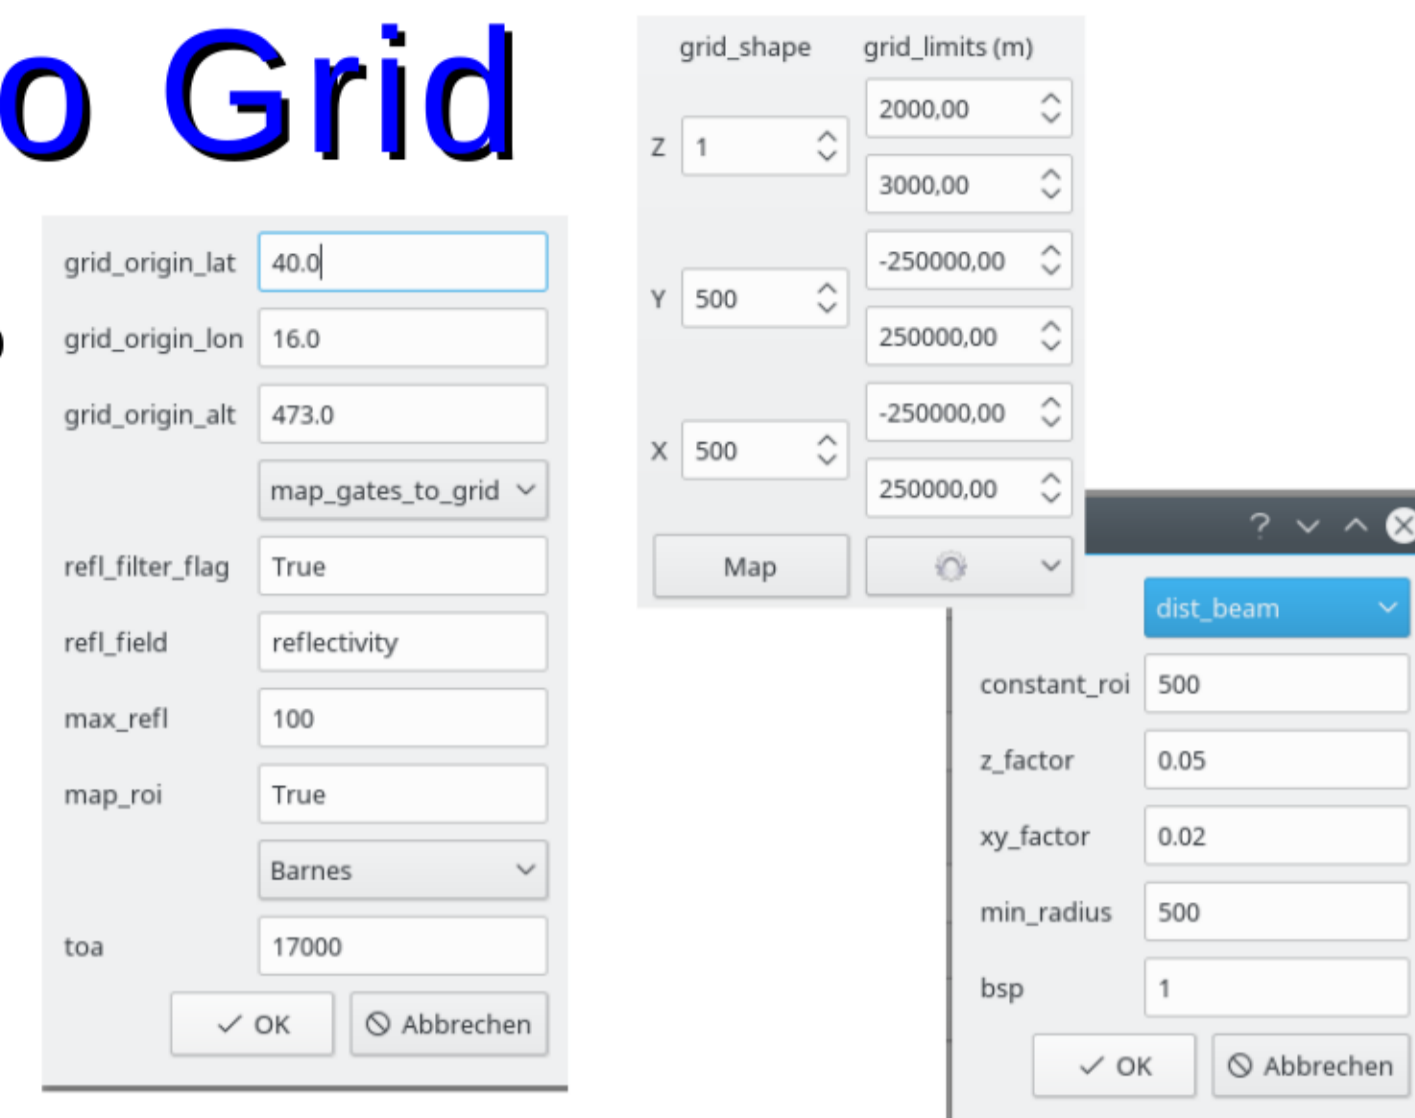 o Grid
grid_origin_lat 40.0
grid_origin_lon 16.0
grid_origin_alt 473.0
map_gates_to_grid
refl_filter_flag True
refl_field reflectivity
max_refl 100
map_roi True
Barnes
toa 17000
OK Abbrechen
grid_shape grid_limits (m)
2000,00
Z 1
3000,00
-250000,00
Y 500
250000,00
-250000,00
X 500
250000,00
Map
?
dist_beam
constant_roi 500
z_factor 0.05
xy_factor 0.02
min_radius 500
bsp 1
OK Abbrechen